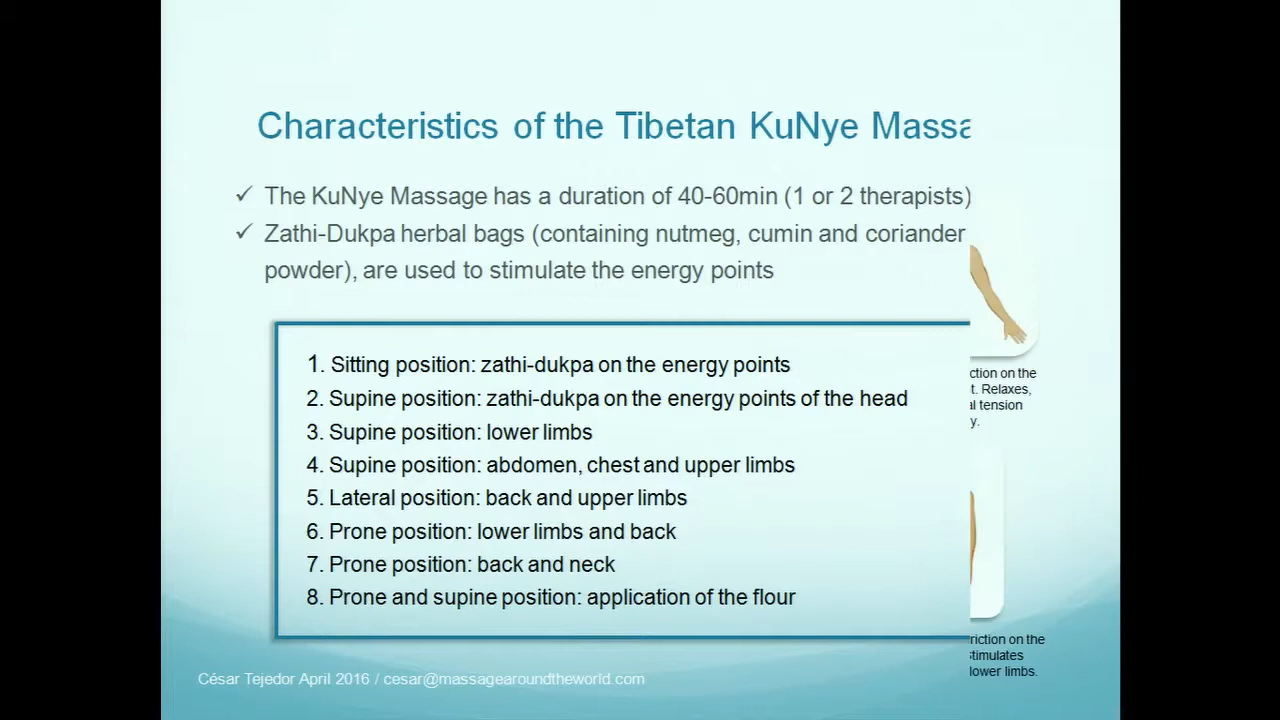 Characteristics of the Tibetan KuNye
✓ The KuNye Massage has a duration of 40-60min (1 or 2 therapists)
✓ Zathi-Dukpa herbal bags (containing nutmeg, cumin and coriander
powder), are used to stimulate the energy points
1. Sitting position: zathi-dukpa on the energy points
2. Supine position: zathi-dukpa on the energy points of the head
3. Supine position: lower limbs
4. Supine position: abdomen, chest and upper limbs
5. Lateral position: back and upper limbs
6. Prone position: lower limbs and back
7. Prone position: back and neck
8. Prone and supine position: application of the flour
on the
Relaxes,
tension
on the
lower limbs.
César Tejedor April 2016 / cesar@massagearoundtheworld.com